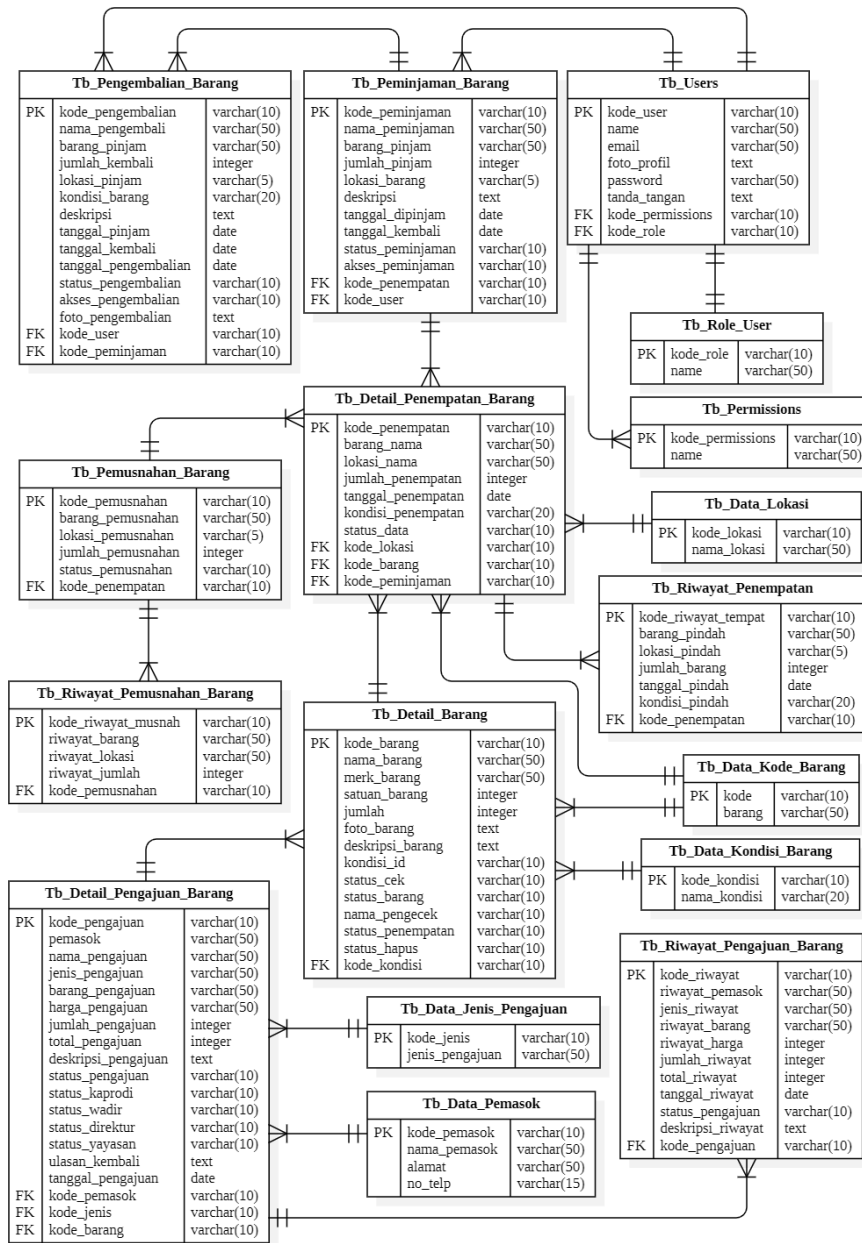 Tb_Pengembalian_Barang
PK kode_pengembalian varchar(10)
nama_pengembali varchar(50)
barang_pinjam varchar(50)
jumlah_kembali integer
lokasi_pinjam varchar(5)
kondisi_barang varchar(20)
deskripsi text
tanggal_pinjam date
tanggal_kembali date
tanggal_pengembalian date
status_pengembalian varchar(10)
akses_pengembalian varchar(10)
foto_pengembalian text
FK kode_user varchar(10)
FK kode_peminjaman varchar(10)
Tb_Peminjaman_Barang
PK kode_peminjaman varchar(10)
nama_peminjaman varchar(50)
barang_pinjam varchar(50)
jumlah_pinjam integer
lokasi_barang varchar(5)
deskripsi text
tanggal_dipinjam date
tanggal_kembali date
status_peminjaman varchar(10)
akses_peminjaman varchar(10)
FK kode_penempatan varchar(10)
FK kode_user varchar(10)
Tb_Users
PK kode_user varchar(10)
name varchar(50)
email varchar(50)
foto_profil text
password varchar(50)
tanda_tangan text
FK kode_permissions varchar(10)
FK kode_role varchar(10)
Tb_Role_User
PK kode_role varchar(10)
name varchar(50)
Tb_Permissions
PK kode_permissions varchar(10)
name varchar(50)
Tb_Detail_Penempatan_Barang
PK kode_penempatan varchar(10)
barang_nama varchar(50)
lokasi_nama varchar(50)
jumlah_penempatan integer
tanggal_penempatan date
kondisi_penempatan varchar(20)
status_data varchar(10)
FK kode_lokasi varchar(10)
FK kode_barang varchar(10)
FK kode_peminjaman varchar(10)
Tb_Pemusnahan_Barang
PK kode_pemusnahan varchar(10)
barang_pemusnahan varchar(50)
lokasi_pemusnahan varchar(5)
jumlah_pemusnahan integer
status_pemusnahan varchar(10)
FK kode_penempatan varchar(10)
Tb_Data_Lokasi
PK kode_lokasi varchar(10)
nama_lokasi varchar(50)
Tb_Riwayat_Penempatan
PK kode_riwayat_tempat varchar(10)
barang_pindah varchar(50)
lokasi_pindah varchar(5)
jumlah_barang integer
tanggal_pindah date
kondisi_pindah varchar(20)
FK kode_penempatan varchar(10)
Tb_Riwayat_Pemusnahan_Barang
PK kode_riwayat_musnah varchar(10)
riwayat_barang varchar(50)
riwayat_lokasi varchar(50)
riwayat_jumlah integer
FK kode_pemusnahan varchar(10)
Tb_Detail_Barang
PK kode_barang varchar(10)
nama_barang varchar(50)
merk_barang varchar(50)
satuan_barang integer
jumlah integer
foto_barang text
deskripsi_barang text
kondisi_id varchar(10)
status_cek varchar(10)
status_barang varchar(10)
nama_pengecek varchar(10)
status_penempatan varchar(10)
status_hapus varchar(10)
FK kode_kondisi varchar(10)
Tb_Data_Kode_Barang
PK kode varchar(10)
barang varchar(50)
Tb_Data_Kondisi_Barang
PK kode_kondisi varchar(10)
nama_kondisi varchar(20)
Tb_Detail_Pengajuan_Barang
PK kode_pengajuan varchar(10)
pemasok varchar(50)
nama_pengajuan varchar(50)
jenis_pengajuan varchar(50)
barang_pengajuan varchar(50)
harga_pengajuan varchar(50)
jumlah_pengajuan integer
total_pengajuan integer
deskripsi_pengajuan text
status_pengajuan varchar(10)
status_kaprodi varchar(10)
status_wadir varchar(10)
status_direktur varchar(10)
status_yayasan varchar(10)
ulasan_kembali text
tanggal_pengajuan date
FK kode_pemasok varchar(10)
FK kode_jenis varchar(10)
FK kode_barang varchar(10)
Tb_Data_Jenis_Pengajuan
PK kode_jenis varchar(10)
jenis_pengajuan varchar(50)
Tb_Data_Pemasok
PK kode_pemasok varchar(10)
nama_pemasok varchar(50)
alamat varchar(50)
no_telp varchar(15)
Tb_Riwayat_Pengajuan_Barang
PK kode_riwayat varchar(10)
riwayat_pemasok varchar(50)
jenis_riwayat varchar(50)
riwayat_barang varchar(50)
riwayat_harga integer
jumlah_riwayat integer
total_riwayat integer
tanggal_riwayat date
status_pengajuan varchar(10)
deskripsi_riwayat text
FK kode_pengajuan varchar(10)